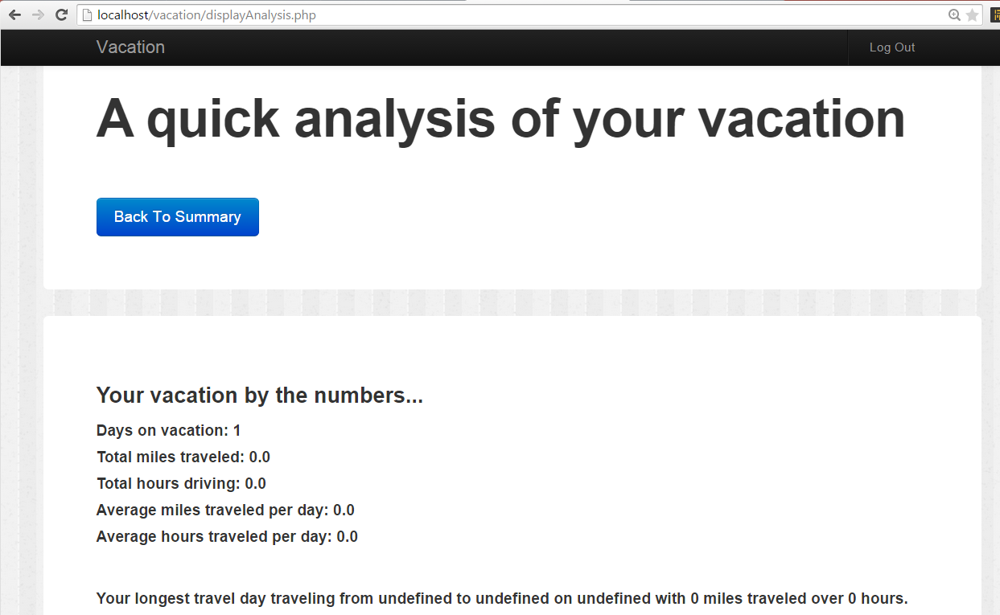 localhost/vacation/displayAnalysis.php
Vacation
Log Out
A quick analysis of your vacation
Back To Summary
Your vacation by the numbers...
Days on vacation: 1
Total miles traveled: 0.0
Total hours driving: 0.0
Average miles traveled per day: 0.0
Average hours traveled per day: 0.0
Your longest travel day traveling from undefined to undefined on undefined with 0 miles traveled over 0 hours.